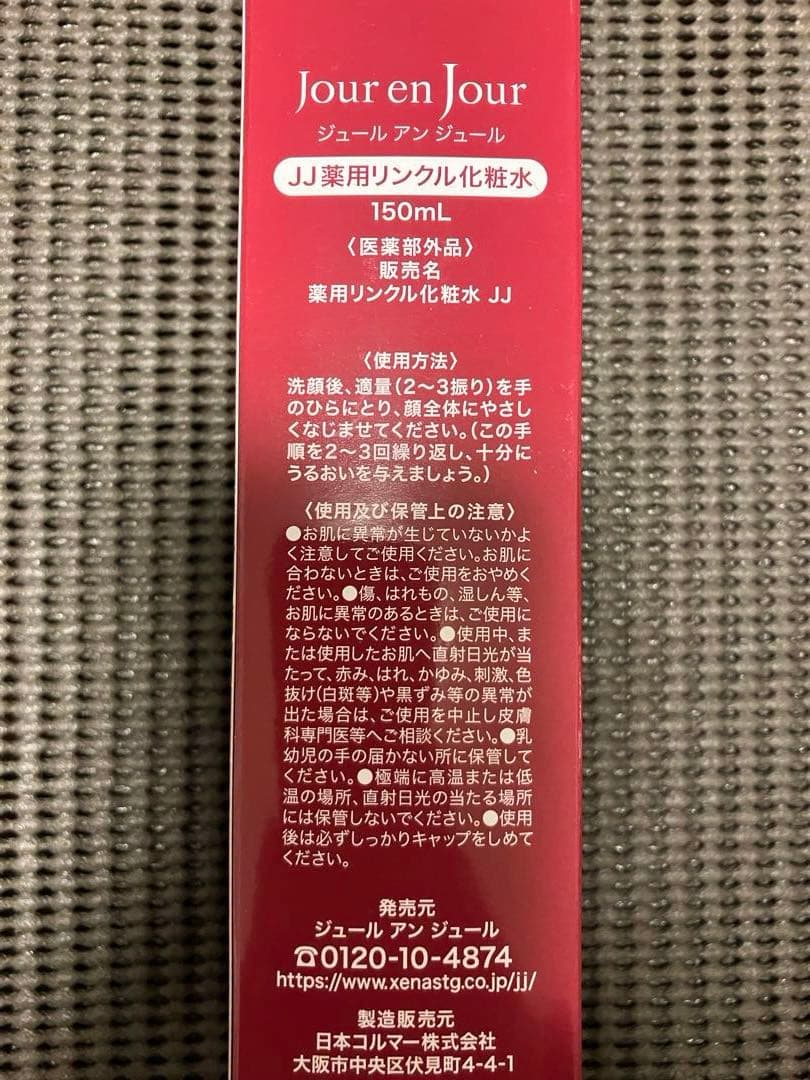 Jour en Jour
ジュール アン ジュール
JJ薬用リンクル化粧水
150mL
〈医薬部外品〉
販売名
薬用リンクル化粧水 JJ
〈使用方法〉
洗顔後、適量(2〜3振り)を手
のひらにとり、顔全体にやさし
くなじませてください。(この手
順を2〜3回繰り返し、十分に
うるおいを与えましょう。)
〈使用及び保管上の注意〉
●お肌に異常が生じていないかよ
く注意してご使用ください。お肌に
合わないときは、ご使用をおやめく
ださい。●傷、はれもの、湿しん等、
お肌に異常のあるときは、ご使用に
ならないでください。●使用中、ま
たは使用したお肌へ直射日光が当
たって、赤み、はれ、かゆみ、刺激、色
抜け(白斑等)や黒ずみ等の異常が
出た場合は、ご使用を中止し皮膚
科専門医等へご相談ください。●乳
幼児の手の届かない所に保管して
ください。●極端に高温または低
温の場所、直射日光の当たる場所
には保管しないでください。●使用
後は必ずしっかりキャップをしめて
ください。
発売元
ジュール アン ジュール
☎0120-10-4874
https://www.xenastg.co.jp/jj/
製造販売元
日本コルマー株式会社
大阪市中央区伏見町4-4-1